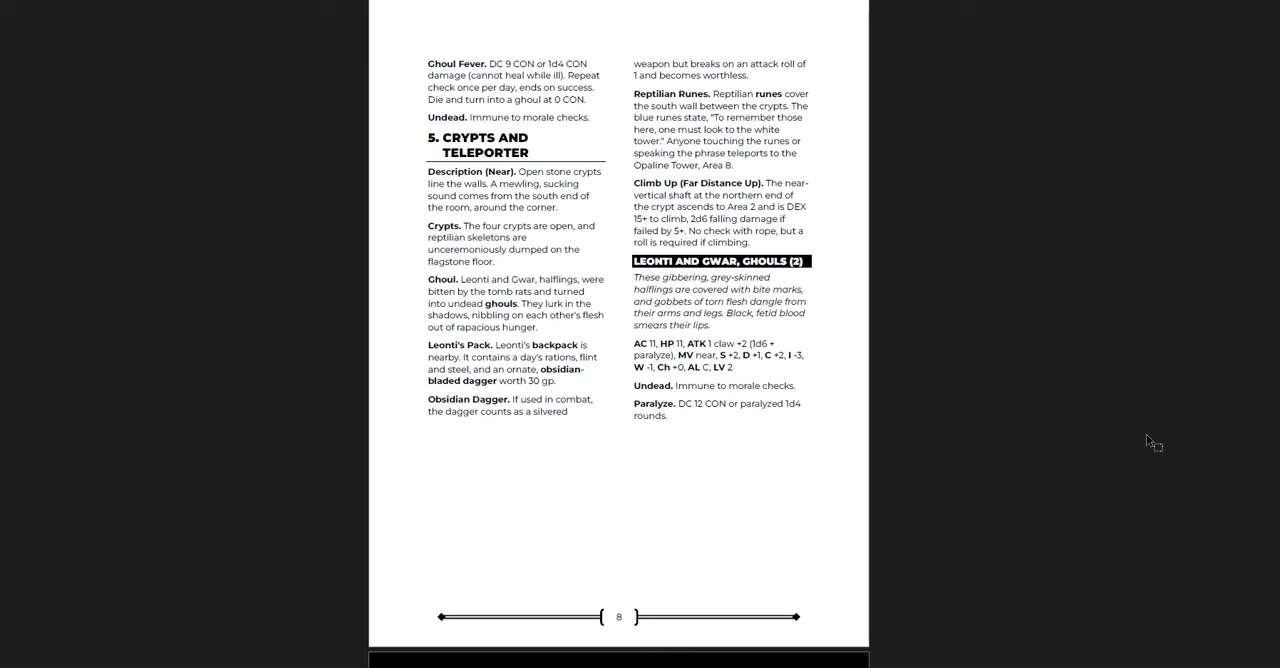 Ghoul Fever. DC 9 CON or 1d4 CON
damage (cannot heal while ill). Repeat
check once per day, ends on success.
Die and turn into a ghoul at 0 CON.
Undead. Immune to morale checks.
5. CRYPTS AND
TELEPORTER
Description (Near). Open stone crypts
line the walls. A mewling, sucking
sound comes from the south end of
the room, around the corner.
Crypts. The four crypts are open, and
reptilian skeletons are
unceremoniously dumped on the
flagstone floor.
Ghoul. Leonti and Gwar, halflings, were
bitten by the tomb rats and turned
into undead ghouls. They lurk in the
shadows, nibbling on each other's flesh
out of rapacious hunger.
Leonti's Pack. Leonti's backpack is
nearby. It contains a day's rations, flint
and steel, and an ornate, obsidian-
bladed dagger worth 30 gp.
Obsidian Dagger. If used in combat,
the dagger counts as a silvered
weapon but breaks on an attack roll of
1 and becomes worthless.
Reptilian Runes. Reptilian runes cover
the south wall between the crypts. The
blue runes state, "To remember those
here, one must look to the white
tower." Anyone touching the runes or
speaking the phrase teleports to the
Opaline Tower, Area 8.
Climb Up (Far Distance Up). The near-
vertical shaft at the northern end of
the crypt ascends to Area 2 and is DEX
15+ to climb, 2d6 falling damage if
failed by 5+. No check with rope, but a
roll is required if climbing.
LEONTI AND GWAR, GHOULS (2)
These gibbering, grey-skinned
halflings are covered with bite marks,
and gobbets of torn flesh dangle from
their arms and legs. Black, fetid blood
smears their lips.
AC 11, HP 11, ATK 1 claw +2 (1d6 +
paralyze), MV near, S +2, D +1, C +2, I -3,
W -1, Ch +0, AL C, LV 2
Undead. Immune to morale checks.
Paralyze. DC 12 CON or paralyzed 1d4
rounds.
8